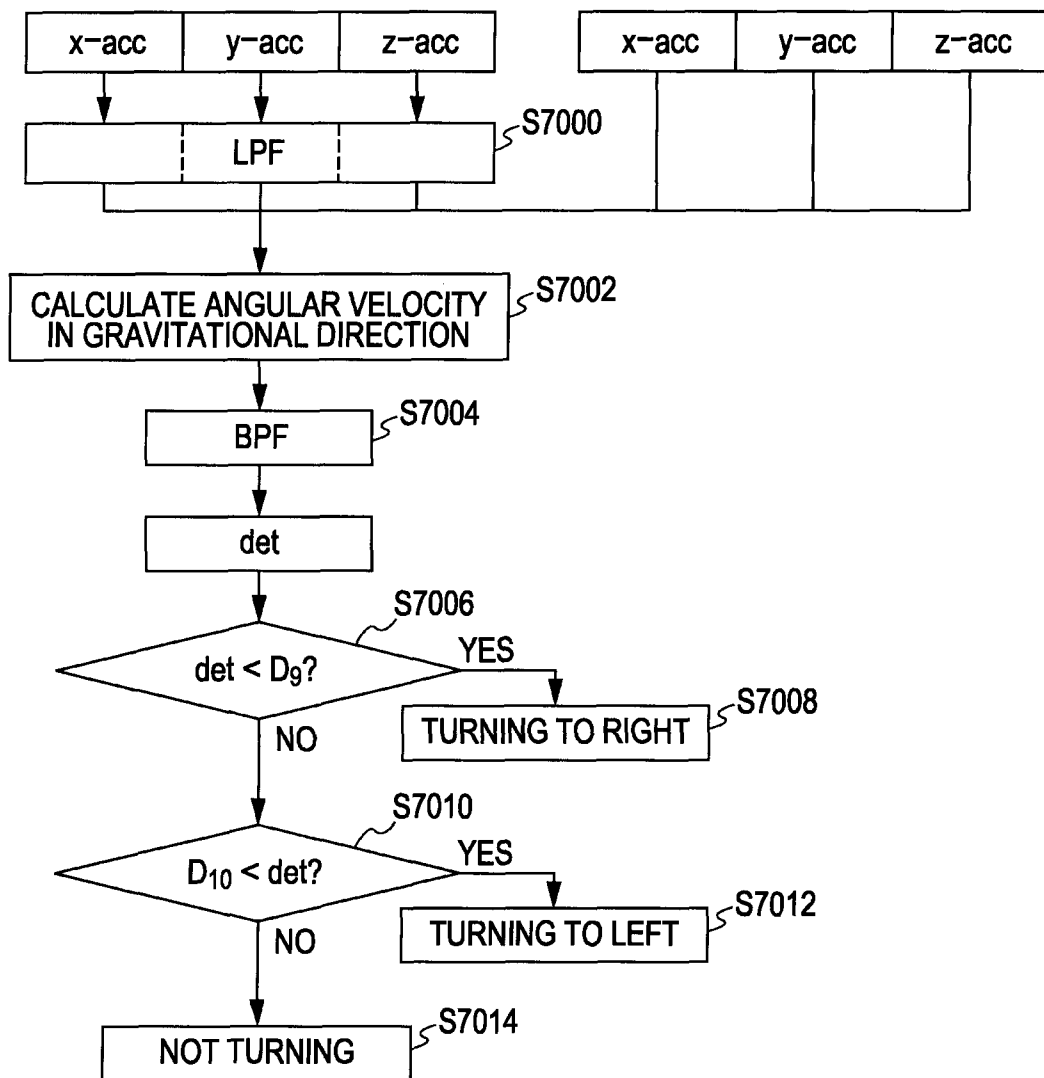 x-acc y-acc z-acc x-acc y-acc z-acc
S7000
LPF
S7002
CALCULATE ANGULAR VELOCITY
IN GRAVITATIONAL DIRECTION
S7004
BPF
det
S7006
det < D9?
YES
NO
S7008
TURNING TO RIGHT
S7010
D10 < det?
YES
NO
S7012
TURNING TO LEFT
S7014
NOT TURNING